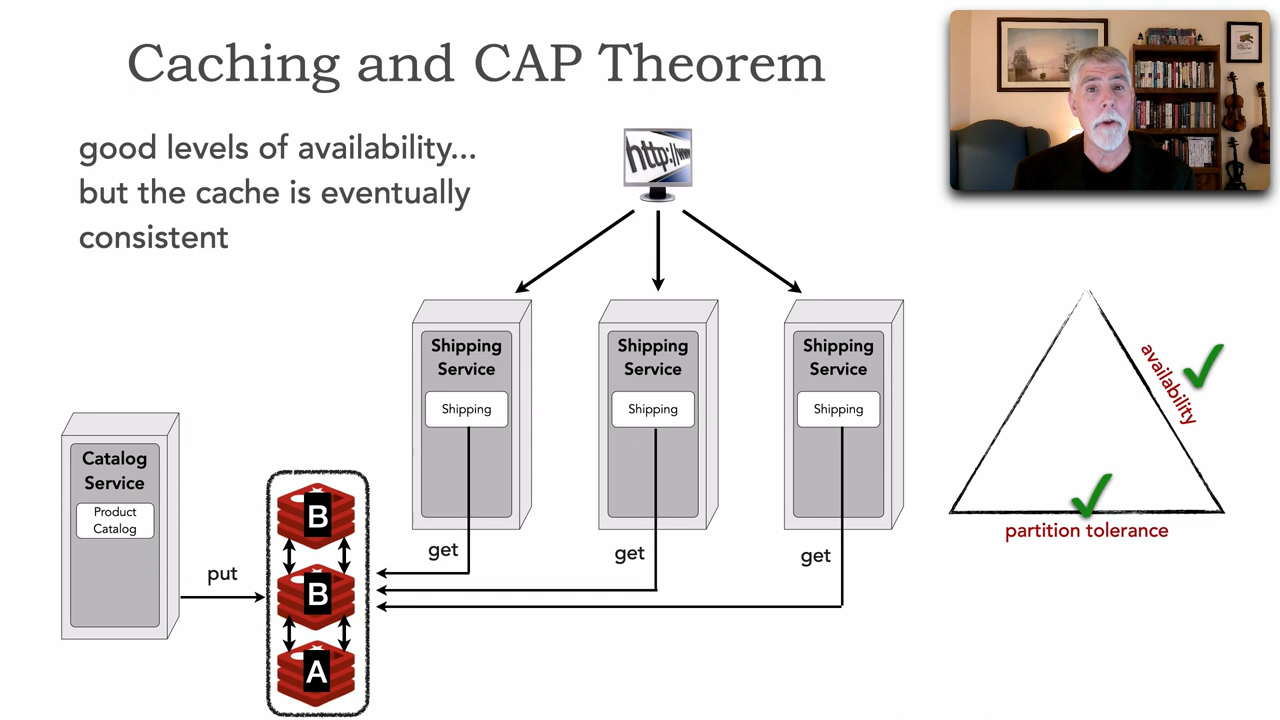 Caching and CAP Theorem
good levels of availability...
but the cache is eventually
consistent
http://www
Shipping
Service
Shipping
Shipping
Service
Shipping
Shipping
Service
Shipping
availability
partition tolerance
Catalog
Service
Product
Catalog
put
B
B
A
get
get
get